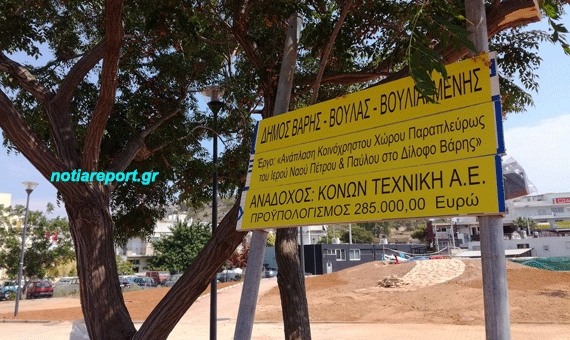 ΔΗΜΟΣ ΒΑΡΗΣ - ΒΟΥΛΑΣ - ΒΟΥΛΙΑΓΜΕΝΗΣ
Έργο: «Ανάπλαση Κοινόχρηστου Χώρου Παραπλεύρως
του Ιερού Ναού Πέτρου & Παύλου στο Δίλοφο Βάρης»
ΑΝΑΔΟΧΟΣ: ΚΟΝΩΝ ΤΕΧΝΙΚΗ Α.Ε.
ΠΡΟΫΠΟΛΟΓΙΣΜΟΣ 285.000,00 Ευρώ
notiareport.gr